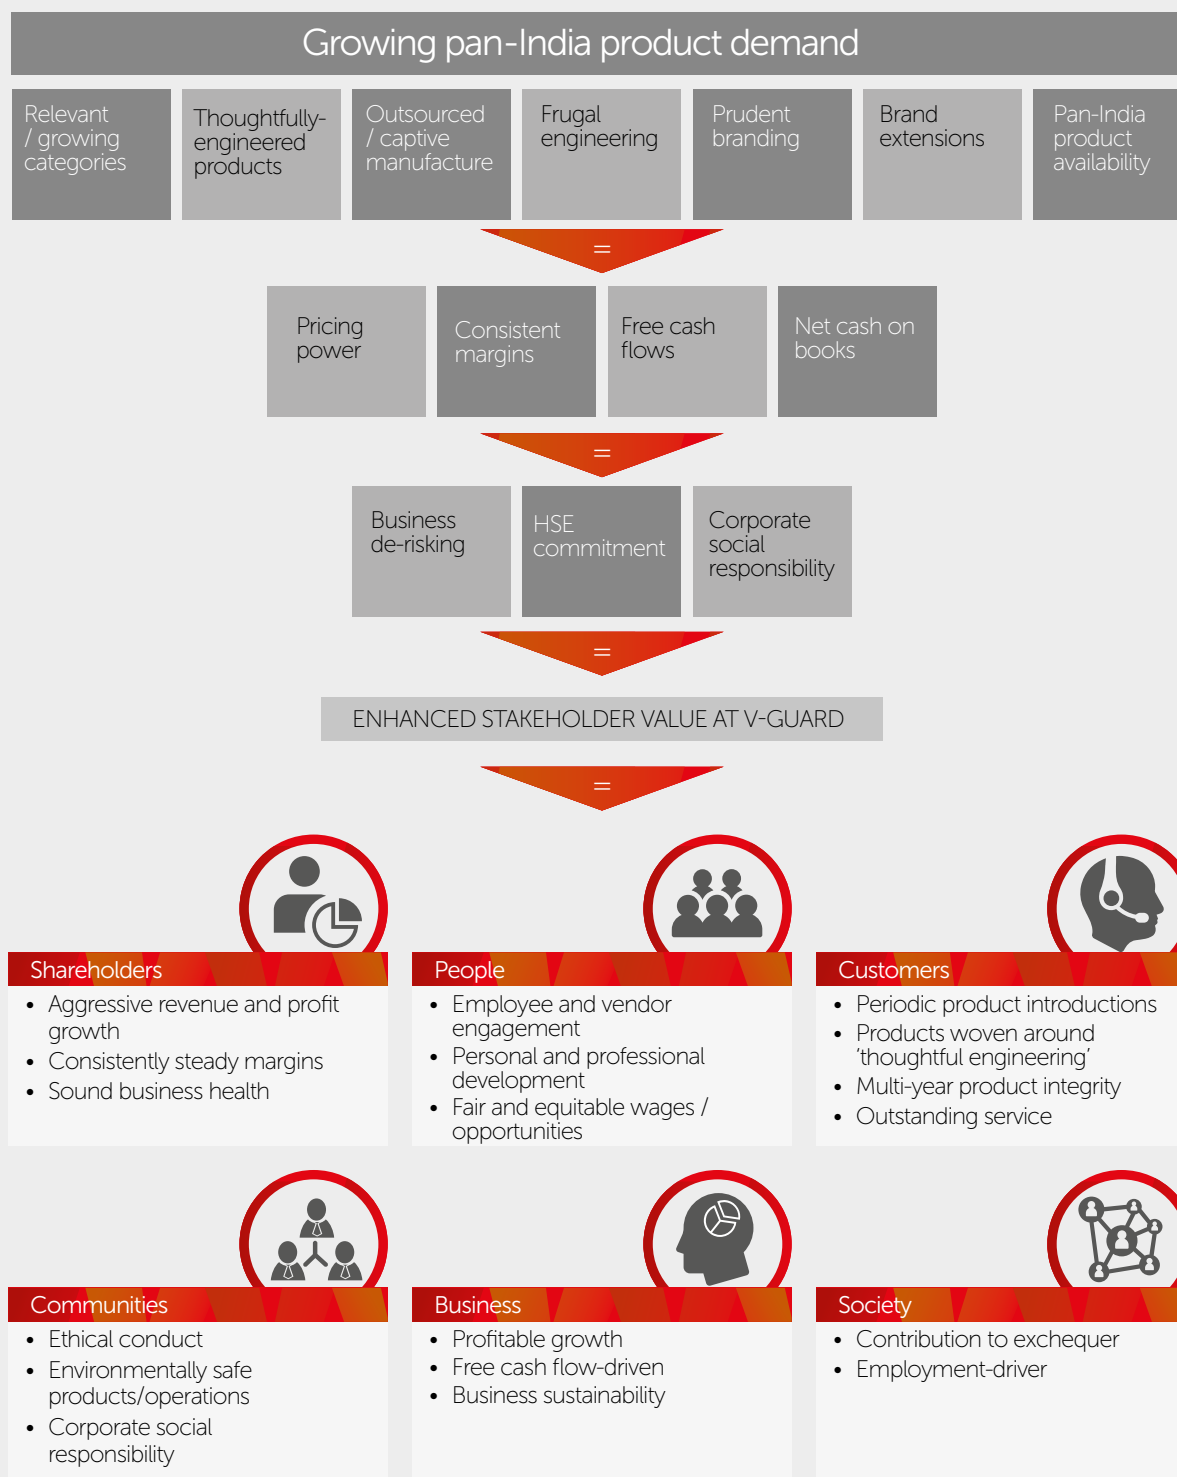 Growing pan-India product demand
Relevant
/ growing
categories
Thoughtfully-
engineered
products
Outsourced
/ captive
manufacture
Frugal
engineering
Prudent
branding
Brand
extensions
Pan-India
product
availability
=
Pricing
power
Consistent
margins
Free cash
flows
Net cash on
books
=
Business
de-risking
HSE
commitment
Corporate
social
responsibility
=
ENHANCED STAKEHOLDER VALUE AT V-GUARD
=
Shareholders
• Aggressive revenue and profit
growth
• Consistently steady margins
• Sound business health
People
• Employee and vendor
engagement
• Personal and professional
development
• Fair and equitable wages /
opportunities
Customers
• Periodic product introductions
• Products woven around
‘thoughtful engineering’
• Multi-year product integrity
• Outstanding service
Communities
• Ethical conduct
• Environmentally safe
products/operations
• Corporate social
responsibility
Business
• Profitable growth
• Free cash flow-driven
• Business sustainability
Society
• Contribution to exchequer
• Employment-driver